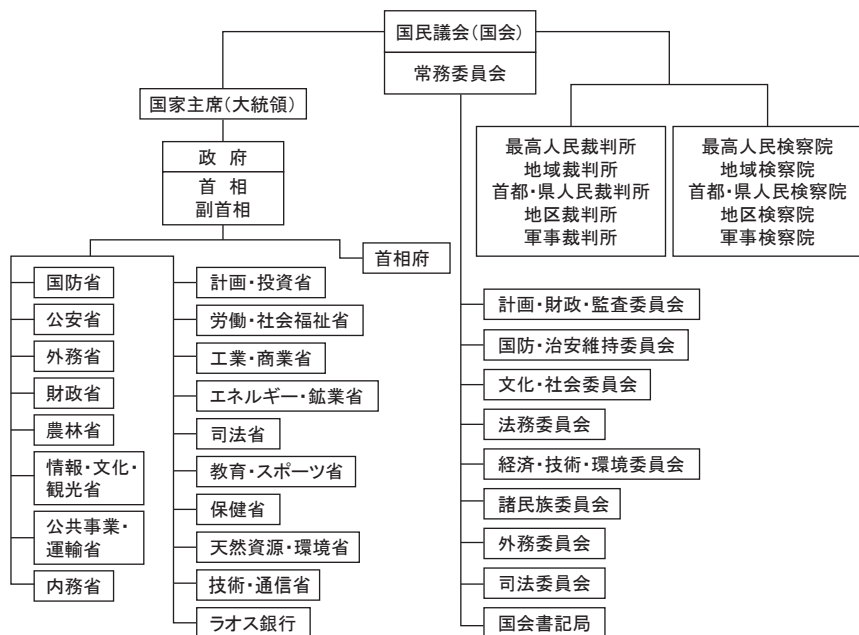 国民議会(国会)
常務委員会
国家主席(大統領)
政 府
首 相
副首相
首相府
最高人民裁判所
地域裁判所
首都・県人民裁判所
地区裁判所
軍事裁判所
最高人民検察院
地域検察院
首都・県人民検察院
地区検察院
軍事検察院
国防省
公安省
外務省
財政省
農林省
情報・文化・
観光省
公共事業・
運輸省
内務省
計画・投資省
労働・社会福祉省
工業・商業省
エネルギー・鉱業省
司法省
教育・スポーツ省
保健省
天然資源・環境省
技術・通信省
ラオス銀行
計画・財政・監査委員会
国防・治安維持委員会
文化・社会委員会
法務委員会
経済・技術・環境委員会
諸民族委員会
外務委員会
司法委員会
国会書記局